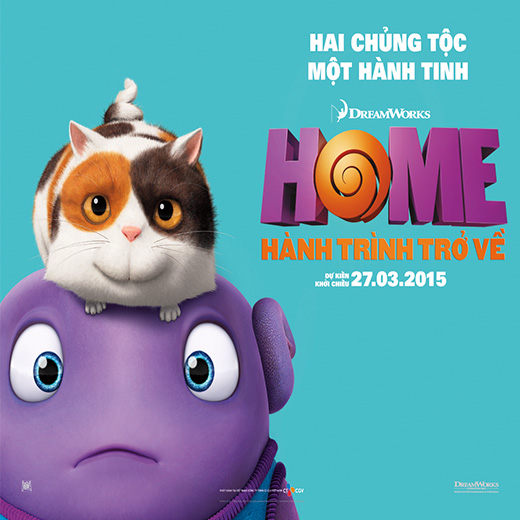 HAI CHỦNG TỘC
MỘT HÀNH TINH
DREAMWORKS
HOME
HÀNH TRÌNH TRỞ VỀ
DỰ KIẾN
KHỞI CHIẾU 27.03.2015
CJ CGV
DREAMWORKS